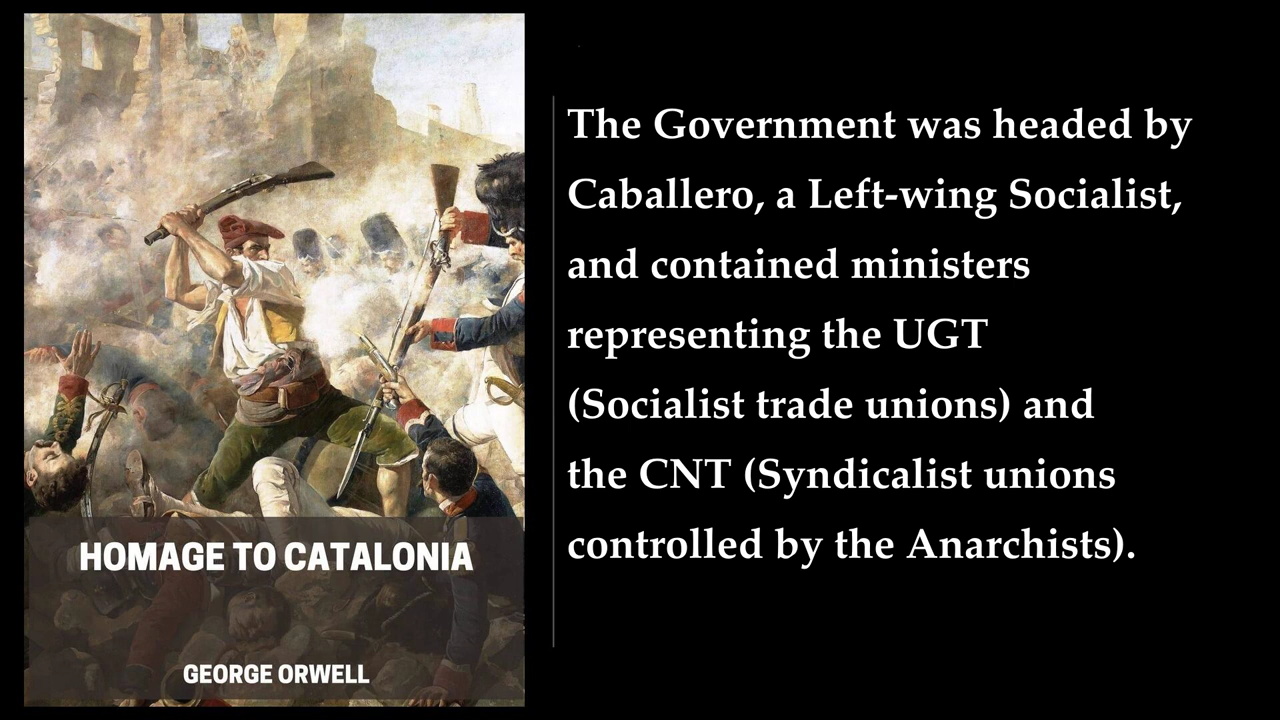 HOMAGE TO CATALONIA
GEORGE ORWELL
The Government was headed by
Caballero, a Left-wing Socialist,
and contained ministers
representing the UGT
(Socialist trade unions) and
the CNT (Syndicalist unions
controlled by the Anarchists).